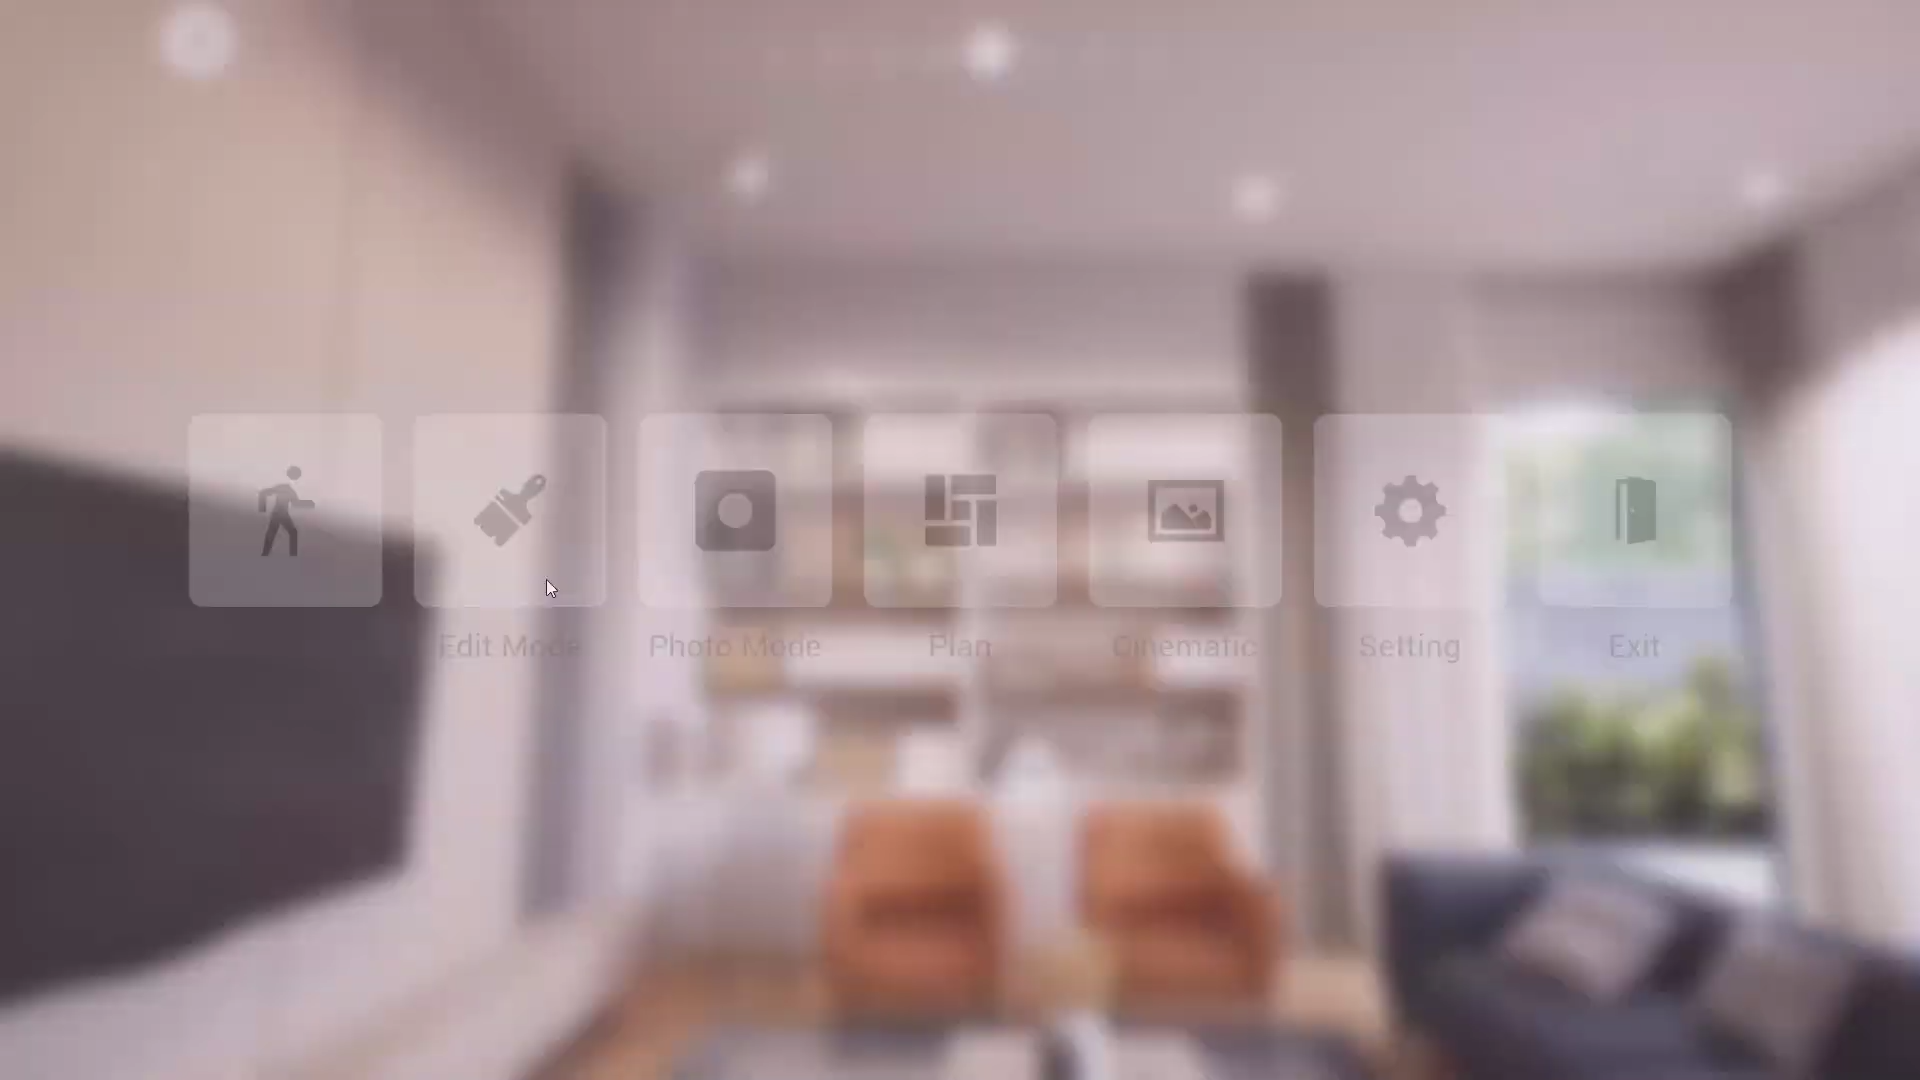 Edit Mode
Photo Mode
Plan
Cinematic
Setting
Exit